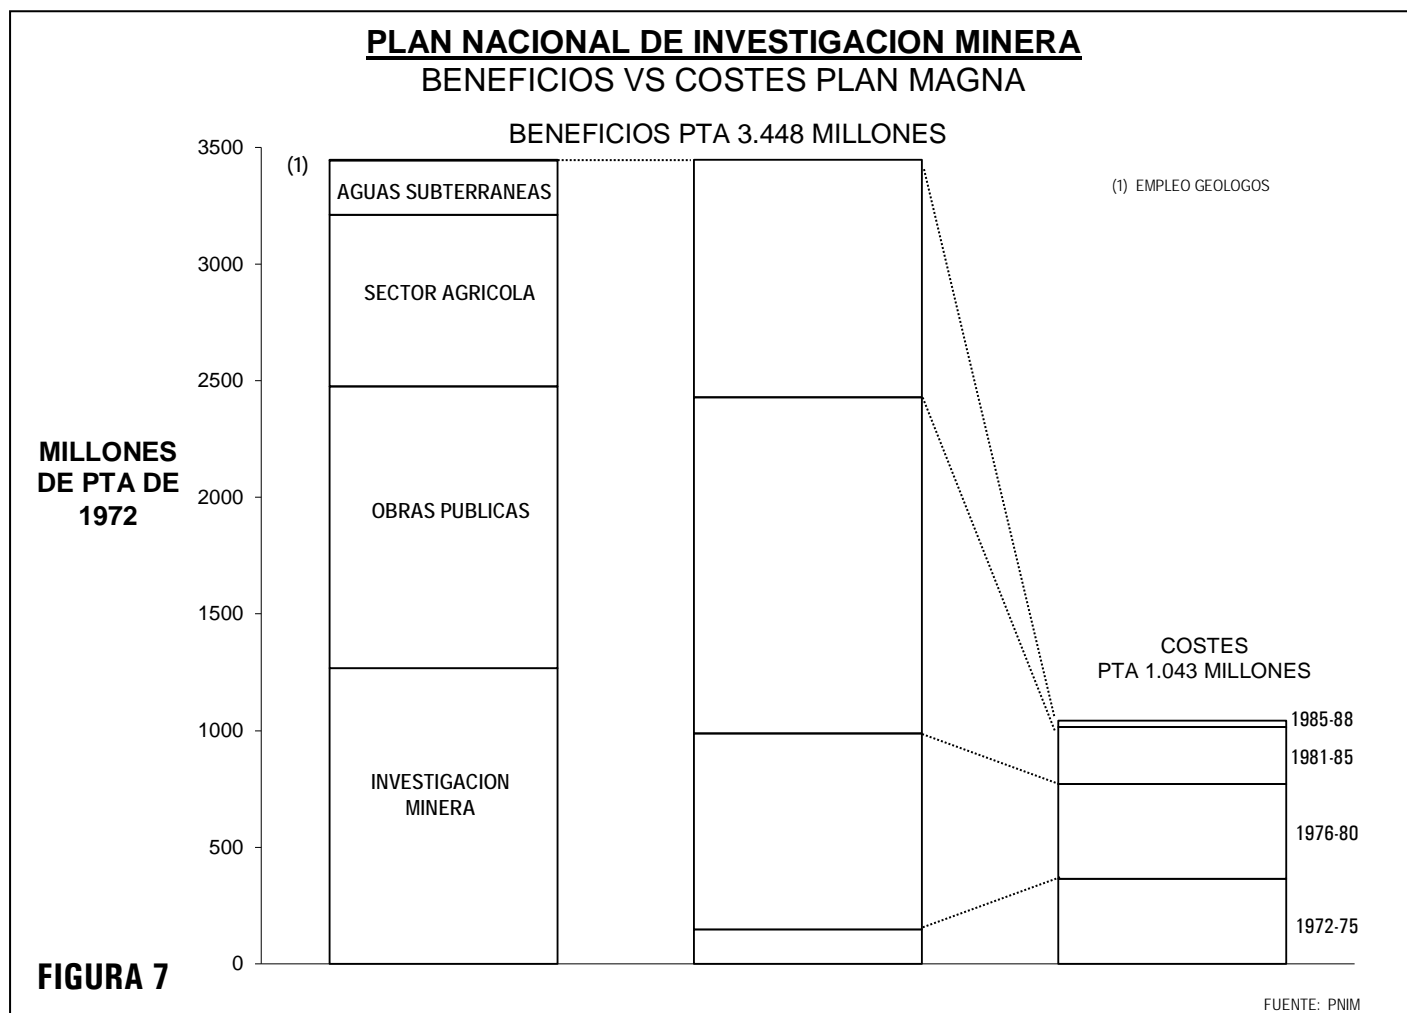 PLAN NACIONAL DE INVESTIGACION MINERA
BENEFICIOS VS COSTES PLAN MAGNA
BENEFICIOS PTA 3.448 MILLONES
3500
3000
2500
2000
1500
1000
500
0
MILLONES
DE PTA DE
1972
(1)
AGUAS SUBTERRANEAS
SECTOR AGRICOLA
OBRAS PUBLICAS
INVESTIGACION
MINERA
(1) EMPLEO GEOLOGOS
COSTES
PTA 1.043 MILLONES
1985-88
1981-85
1976-80
1972-75
FIGURA 7
FUENTE: PNIM